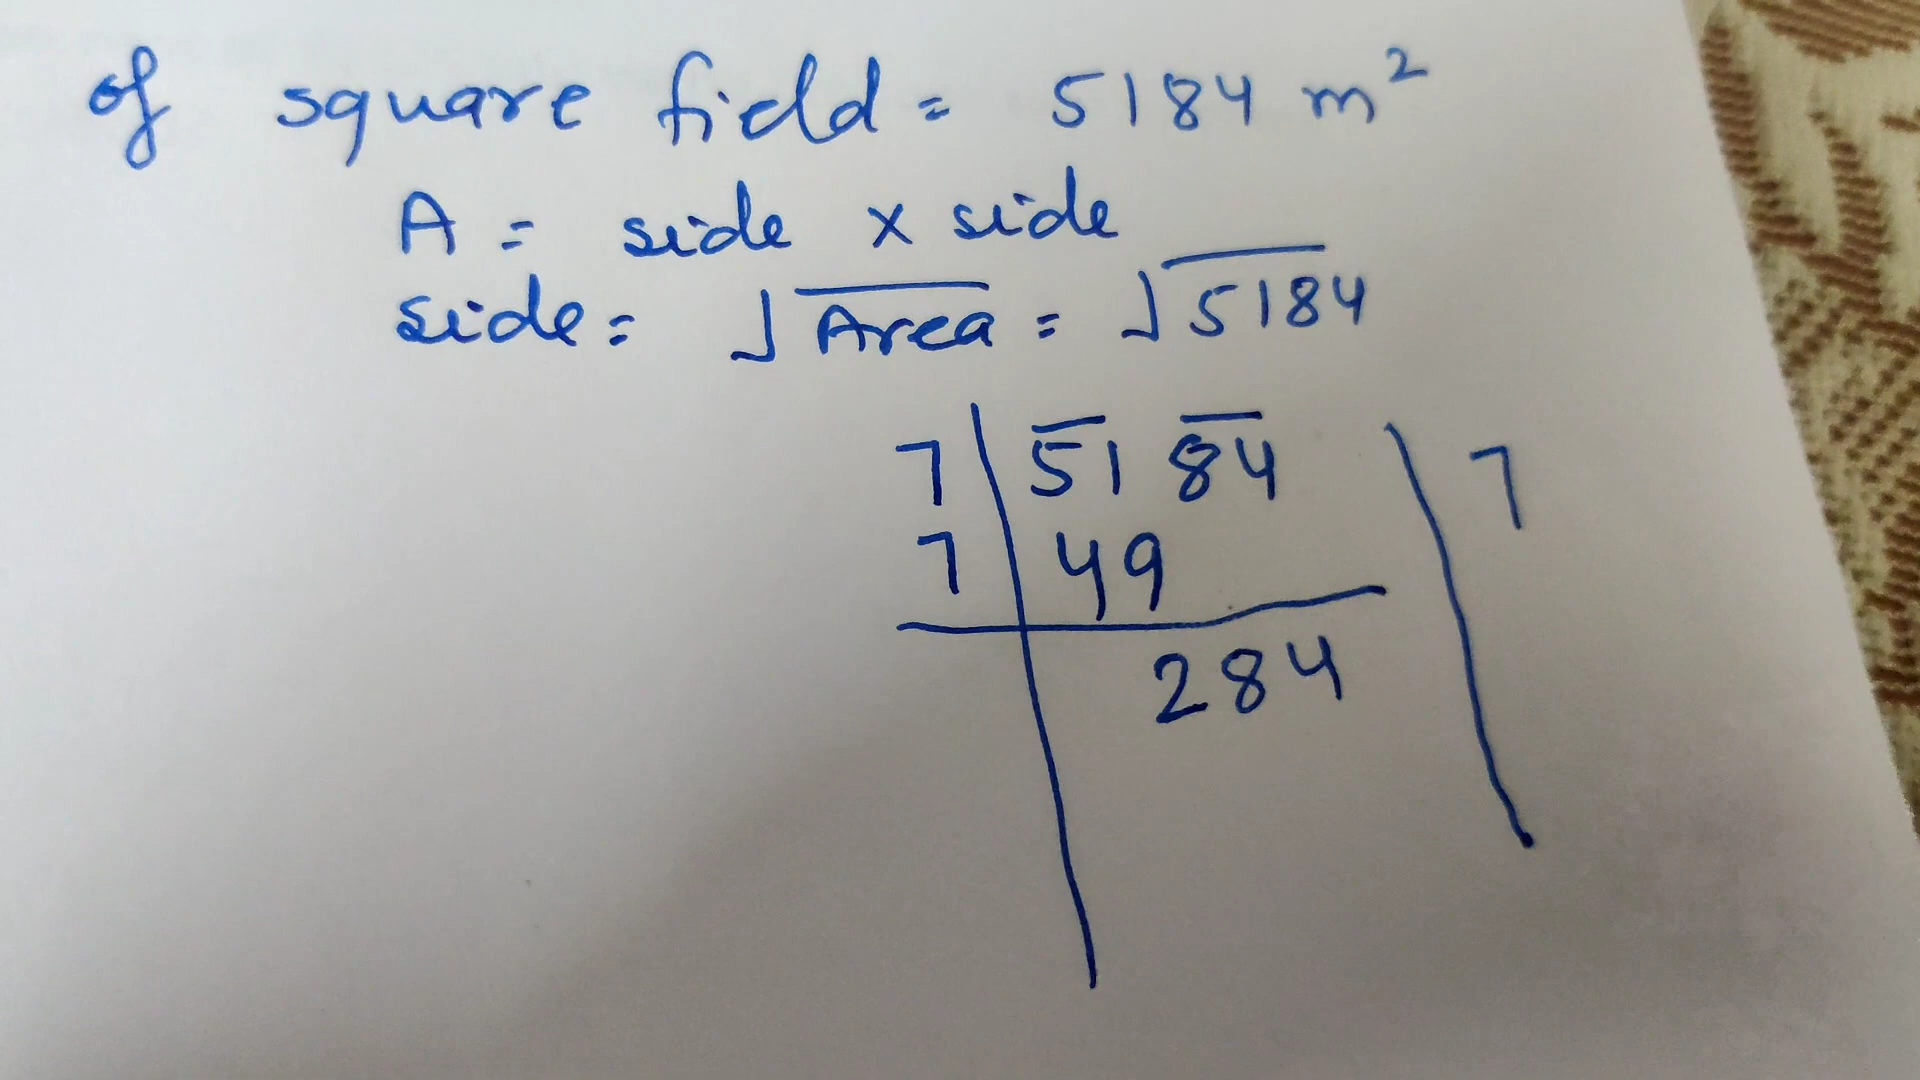 of square field = 5184 m²
A = side × side
side = √Area = √5184
7 51 84 7
7 49
284